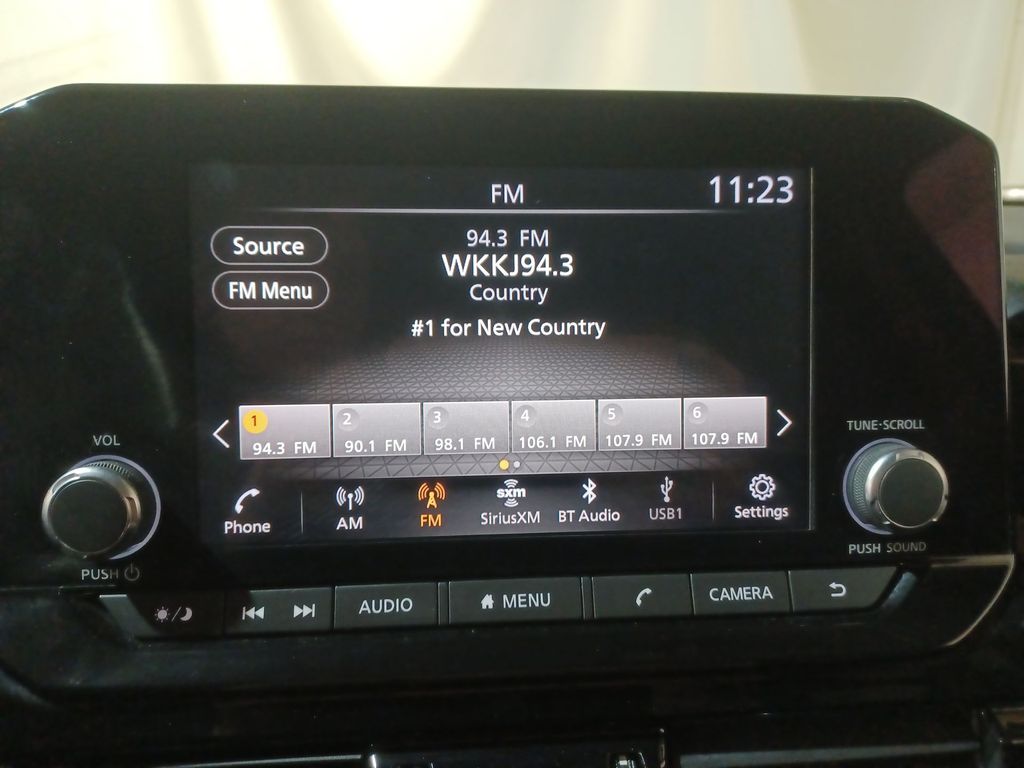 FM
11:23
Source
94.3 FM
WKKJ94.3
FM Menu
Country
#1 for New Country
1
2
3
4
5
6
94.3 FM
90.1 FM
98.1 FM
106.1 FM
107.9 FM
107.9 FM
VOL
TUNE·SCROLL
Phone
AM
FM
sxm
SiriusXM
BT Audio
USB1
Settings
PUSH
PUSH SOUND
AUDIO
MENU
CAMERA